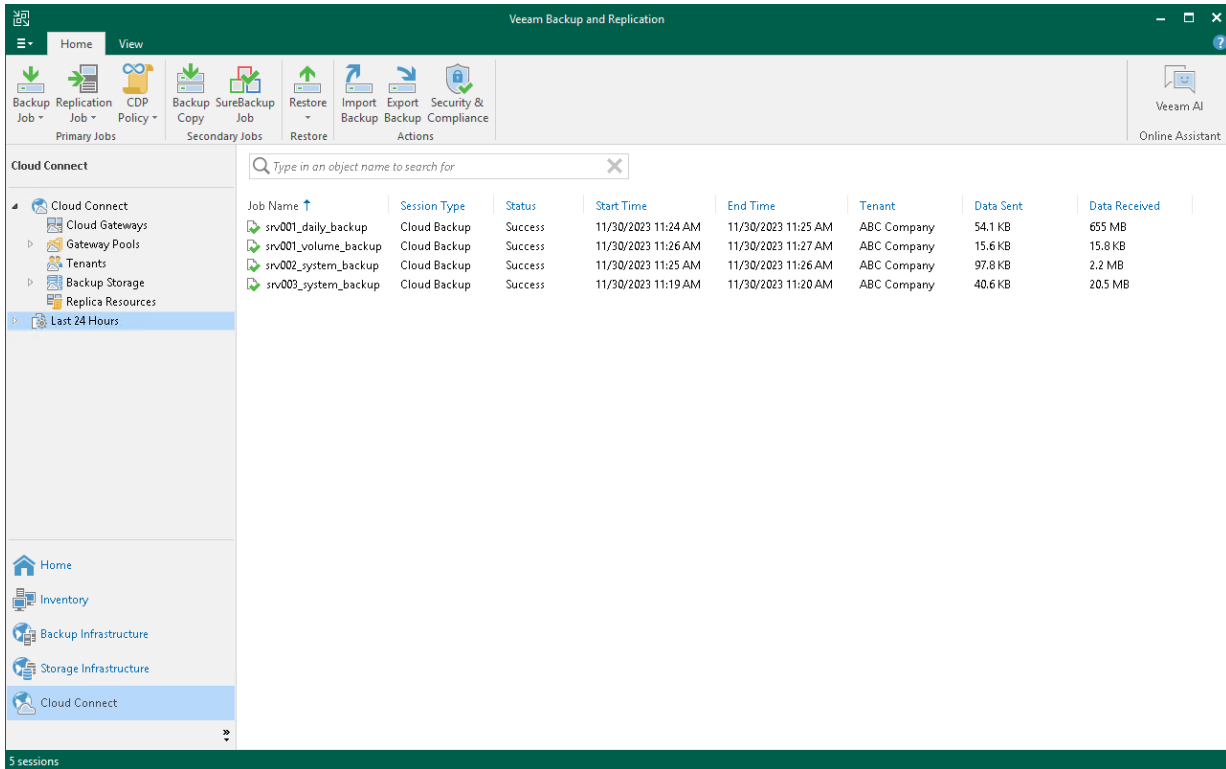 Veeam Backup and Replication
Home View
Backup Job Replication Job CDP Policy Backup Copy SureBackup Job Restore Import Backup Export Backup Security & Compliance Veeam AI
Primary Jobs Secondary Jobs Restore Actions Online Assistant
Cloud Connect
Type in an object name to search for
Cloud Connect
Cloud Gateways
Gateway Pools
Tenants
Backup Storage
Replica Resources
Last 24 Hours
Job Name Session Type Status Start Time End Time Tenant Data Sent Data Received
srv001_daily_backup Cloud Backup Success 11/30/2023 11:24 AM 11/30/2023 11:25 AM ABC Company 54.1 KB 655 MB
srv001_volume_backup Cloud Backup Success 11/30/2023 11:26 AM 11/30/2023 11:27 AM ABC Company 15.6 KB 15.8 KB
srv002_system_backup Cloud Backup Success 11/30/2023 11:25 AM 11/30/2023 11:26 AM ABC Company 97.8 KB 2.2 MB
srv003_system_backup Cloud Backup Success 11/30/2023 11:19 AM 11/30/2023 11:20 AM ABC Company 40.6 KB 20.5 MB
Home
Inventory
Backup Infrastructure
Storage Infrastructure
Cloud Connect
5 sessions